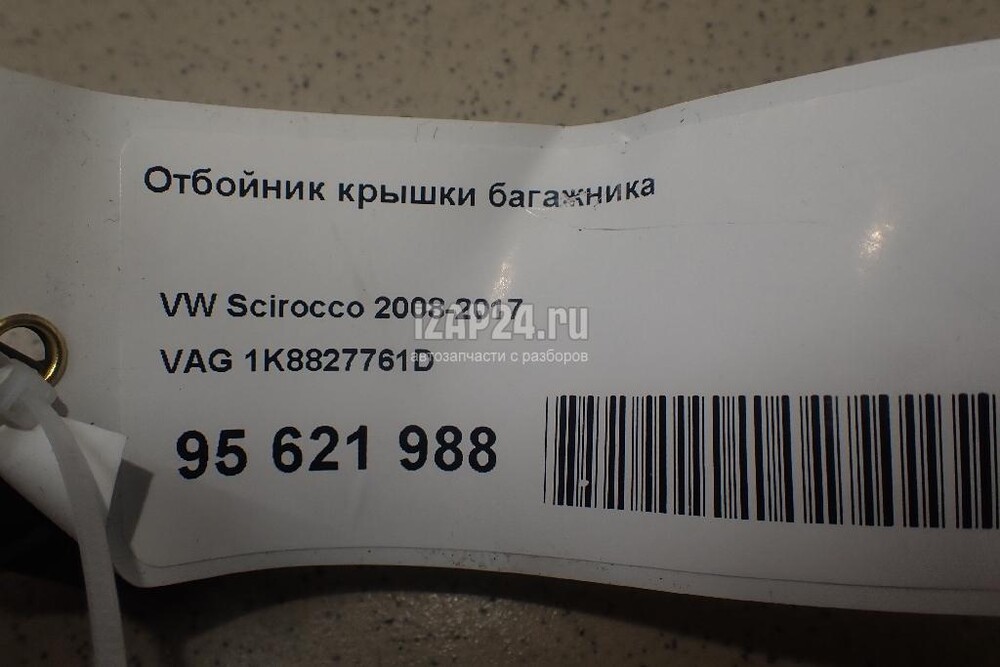 Отбойник крышки багажника
VW Scirocco 2008-2017
IZAP24.ru
VAG 1K8827761D
автозапчасти с разборов
95 621 988